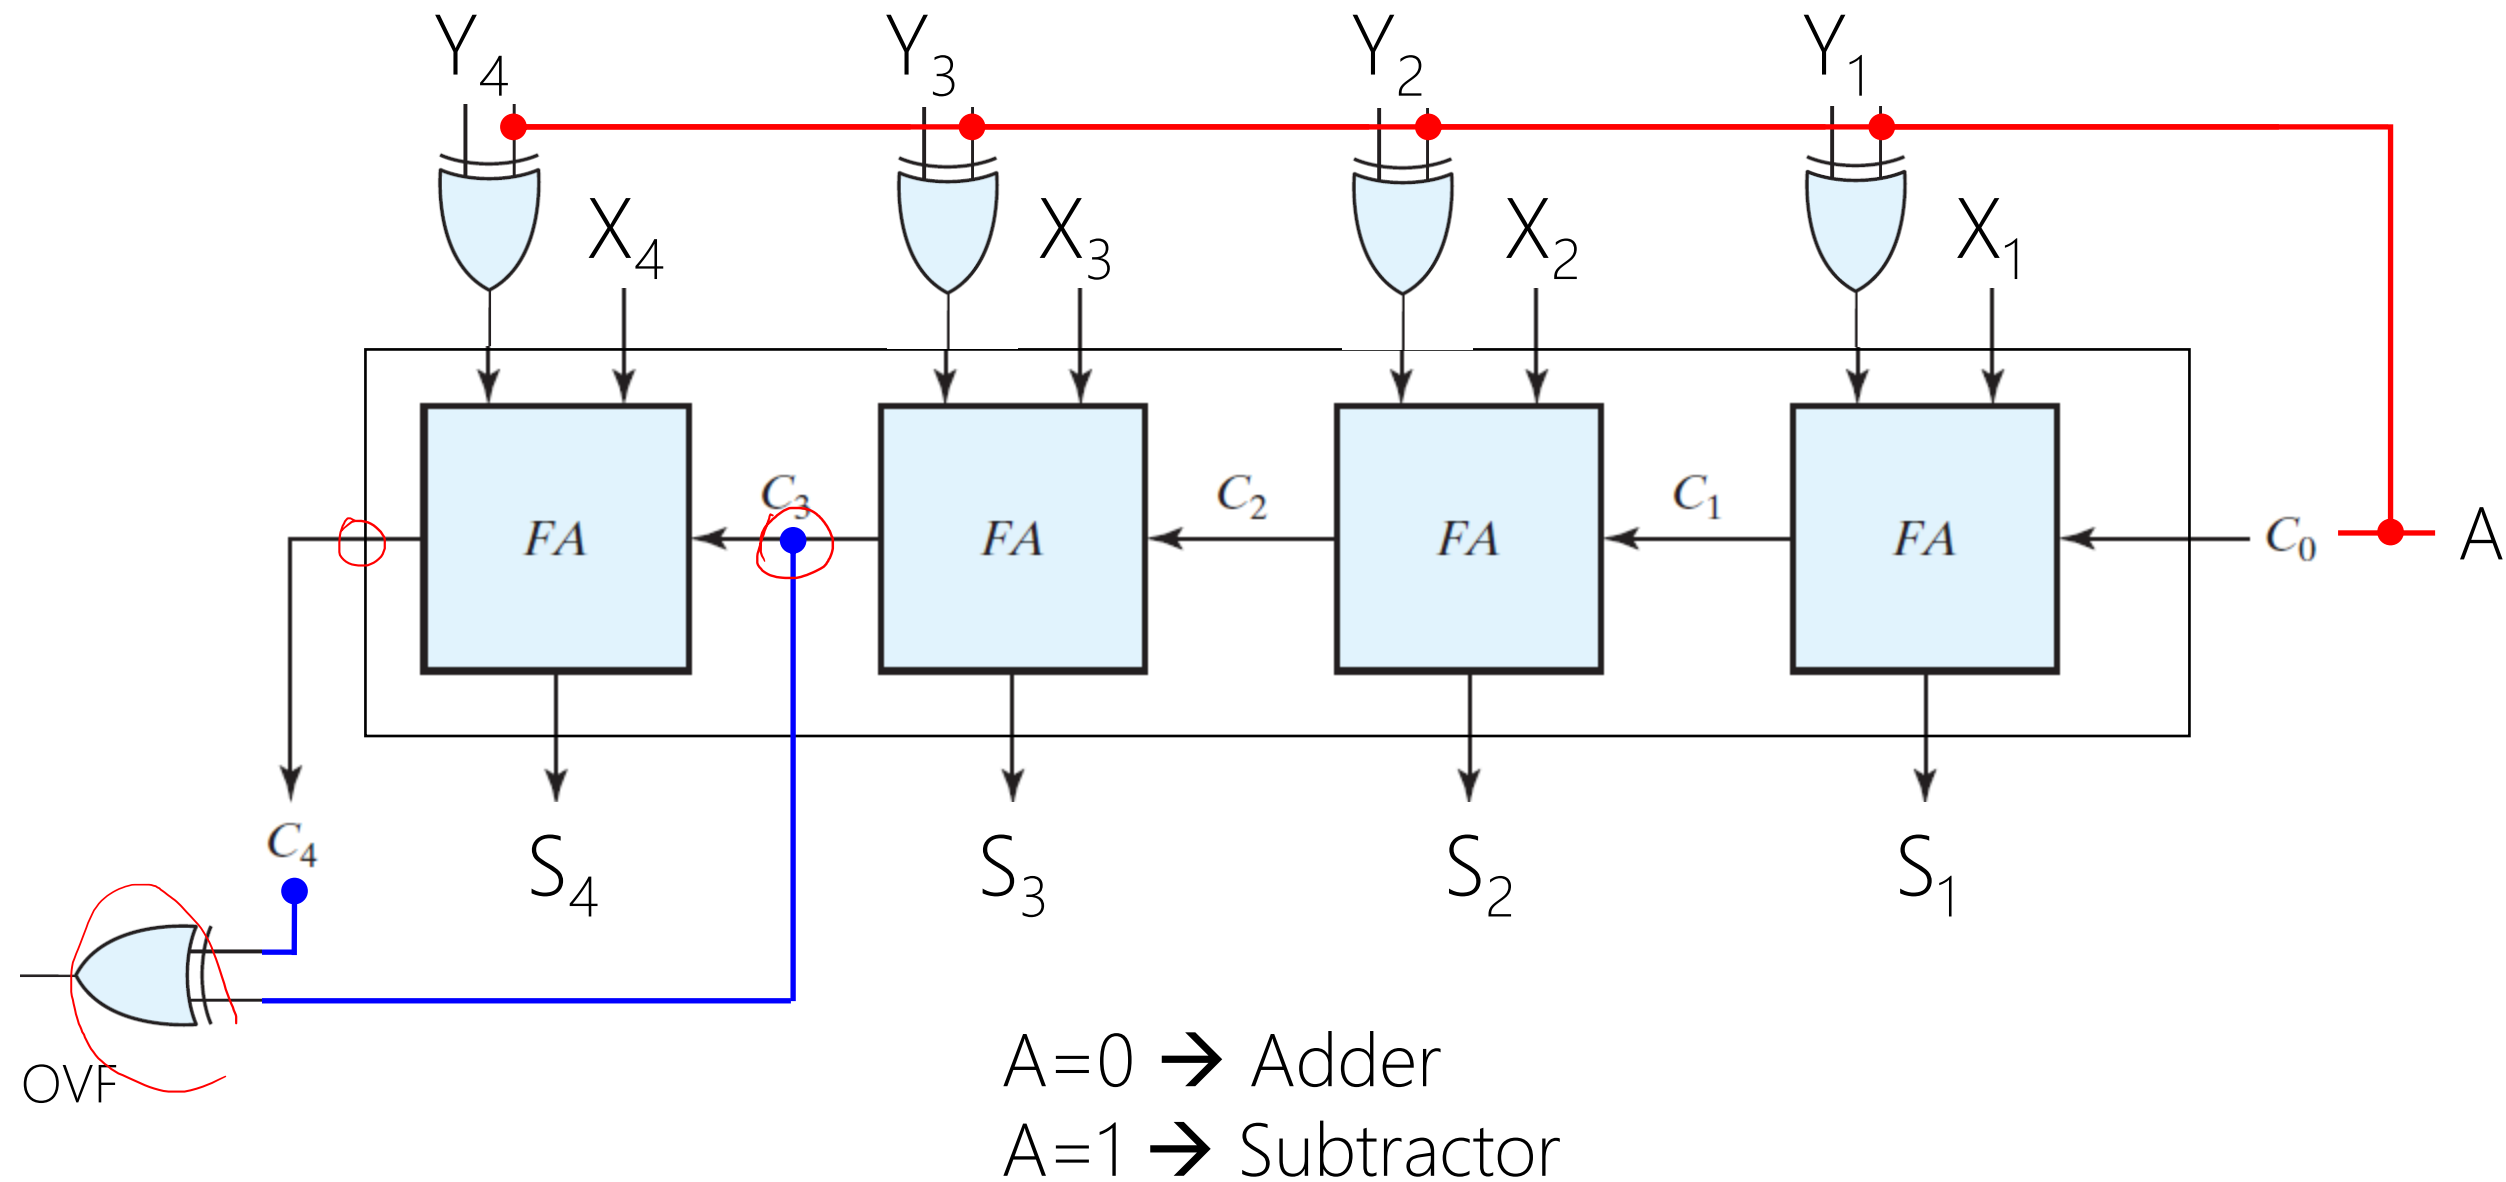 Y4 Y3 Y2 Y1
X4 X3 X2 X1
C3 C2 C1
FA FA FA FA C0 A
C4
S4 S3 S2 S1
OVF
A=0 → Adder
A=1 → Subtractor